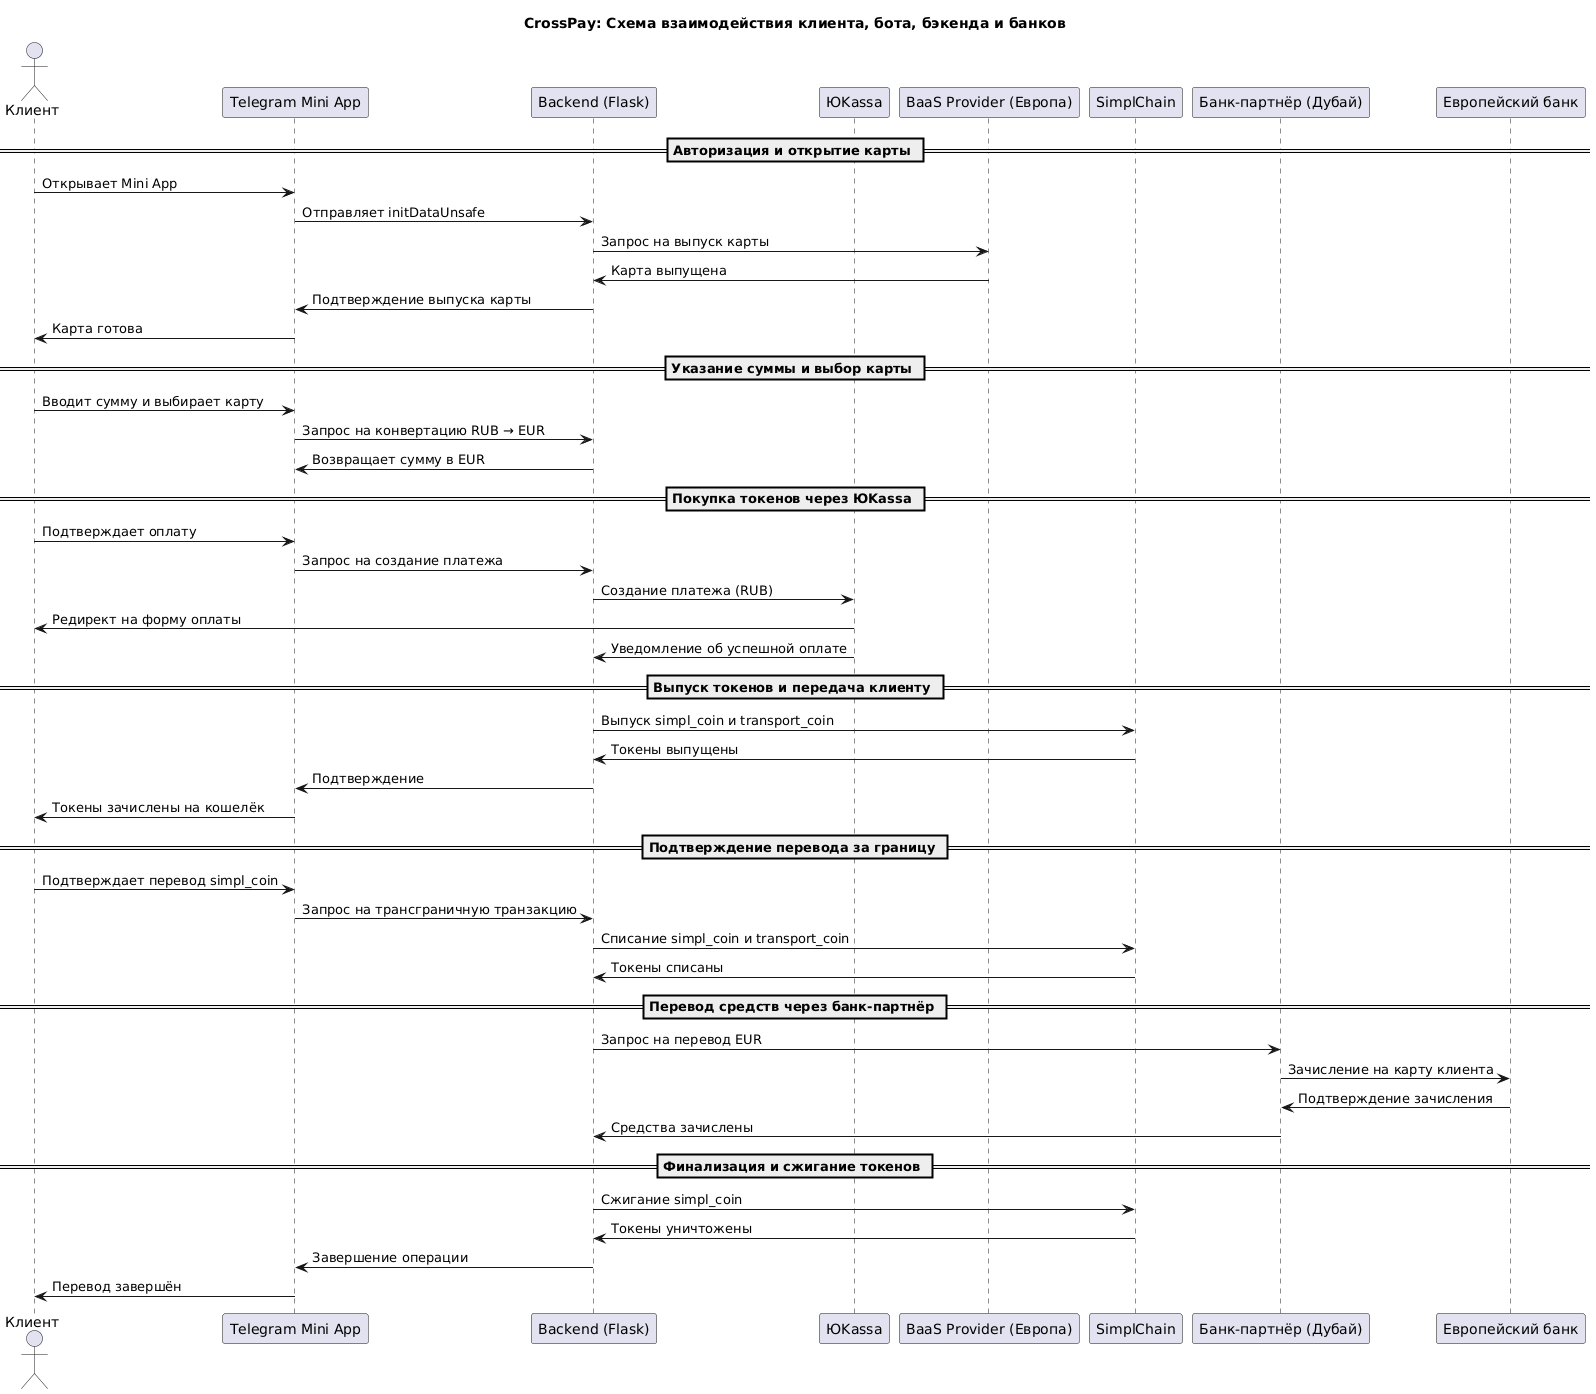 CrossPay: Схема взаимодействия клиента, бота, бэкенда и банков
Клиент
Telegram Mini App
Backend (Flask)
ЮKassa
BaaS Provider (Европа)
SimplChain
Банк-партнёр (Дубай)
Европейский банк
Авторизация и открытие карты
Открывает Mini App
Отправляет initDataUnsafe
Запрос на выпуск карты
Карта выпущена
Подтверждение выпуска карты
Карта готова
Указание суммы и выбор карты
Вводит сумму и выбирает карту
Запрос на конвертацию RUB → EUR
Возвращает сумму в EUR
Покупка токенов через ЮKassa
Подтверждает оплату
Запрос на создание платежа
Создание платежа (RUB)
Редирект на форму оплаты
Уведомление об успешной оплате
Выпуск токенов и передача клиенту
Выпуск simpl_coin и transport_coin
Токены выпущены
Подтверждение
Токены зачислены на кошелёк
Подтверждение перевода за границу
Подтверждает перевод simpl_coin
Запрос на трансграничную транзакцию
Списание simpl_coin и transport_coin
Токены списаны
Перевод средств через банк-партнёр
Запрос на перевод EUR
Зачисление на карту клиента
Подтверждение зачисления
Средства зачислены
Финализация и сжигание токенов
Сжигание simpl_coin
Токены уничтожены
Завершение операции
Перевод завершён
Клиент
Telegram Mini App
Backend (Flask)
ЮKassa
BaaS Provider (Европа)
SimplChain
Банк-партнёр (Дубай)
Европейский банк